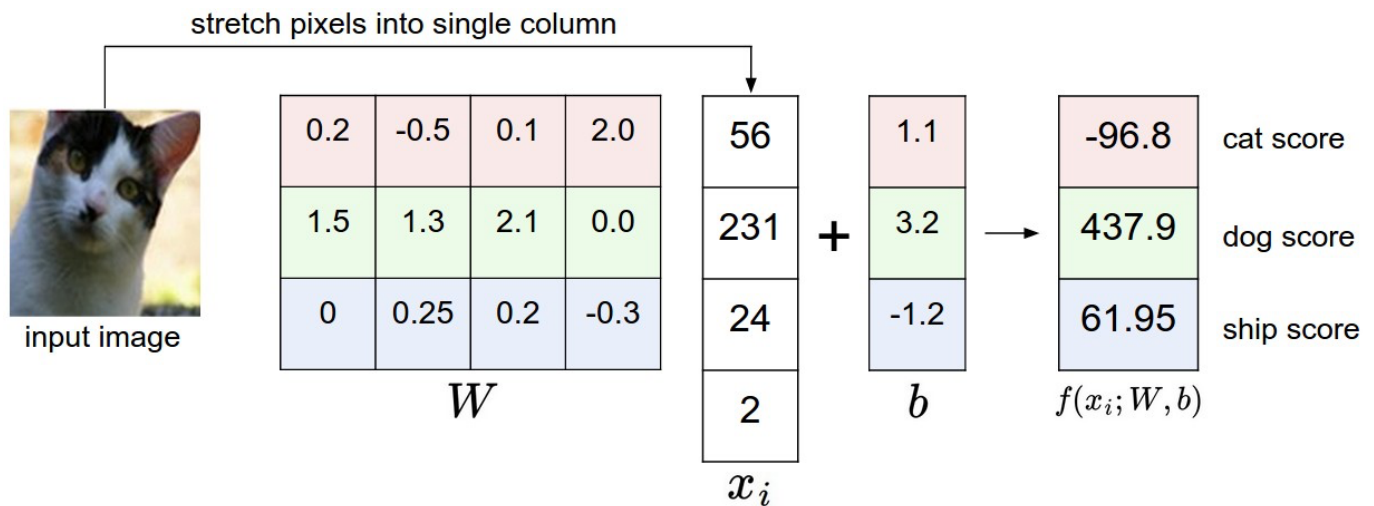 stretch pixels into single column
0.2 -0.5 0.1 2.0 56 1.1 -96.8 cat score
1.5 1.3 2.1 0.0 231 + 3.2 437.9 dog score
0 0.25 0.2 -0.3 24 -1.2 61.95 ship score
input image
W 2 b f(x_i; W, b)
x_i